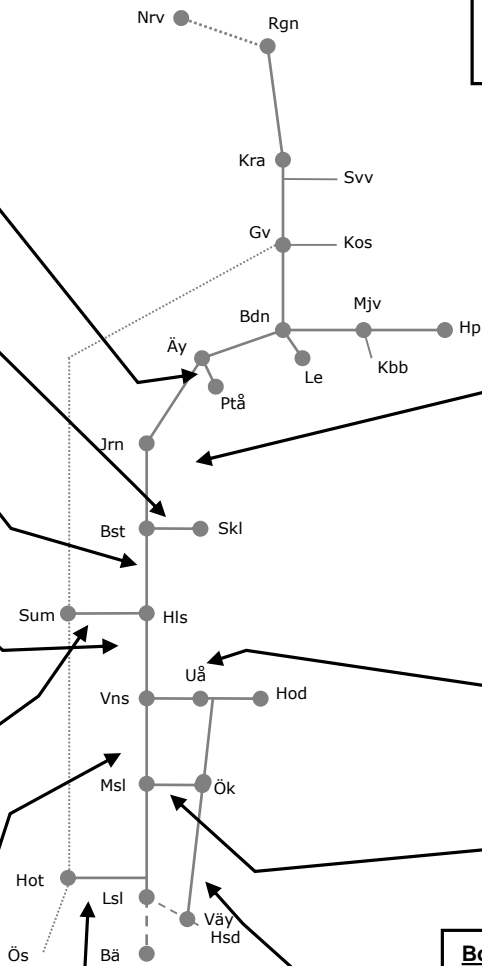 Nrv
Rgn
Kra
Svv
Gv
Kos
Bdn
Mjv
Hp
Äy
Le
Kbb
Ptå
Jrn
Bst
Skl
Sum
Hls
Uå
Vns
Hod
Msl
Ök
Hot
Lsl
Väy
Hsd
Ös
Bä
Bo